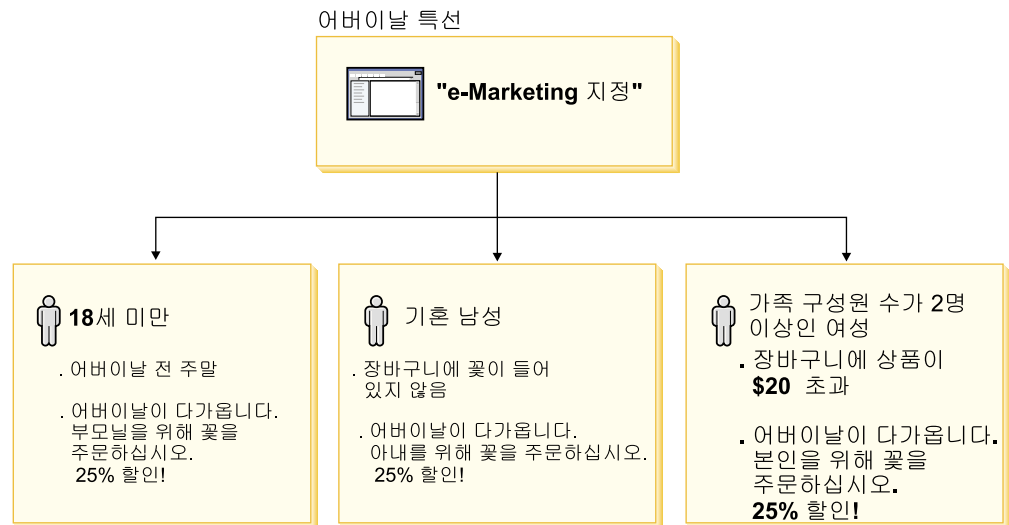 어버이날 특선
"e-Marketing 지정"
18세 미만
. 어버이날 전 주말
. 어버이날이 다가옵니다.
부모닐을 위해 꽃을
주문하십시오.
25% 할인!
기혼 남성
. 장바구니에 꽃이 들어
있지 않음
. 어버이날이 다가옵니다.
아내를 위해 꽃을 주문하십시오.
25% 할인!
가족 구성원 수가 2명
이상인 여성
. 장바구니에 상품이
$20 초과
. 어버이날이 다가옵니다.
본인을 위해 꽃을
주문하십시오.
25% 할인!